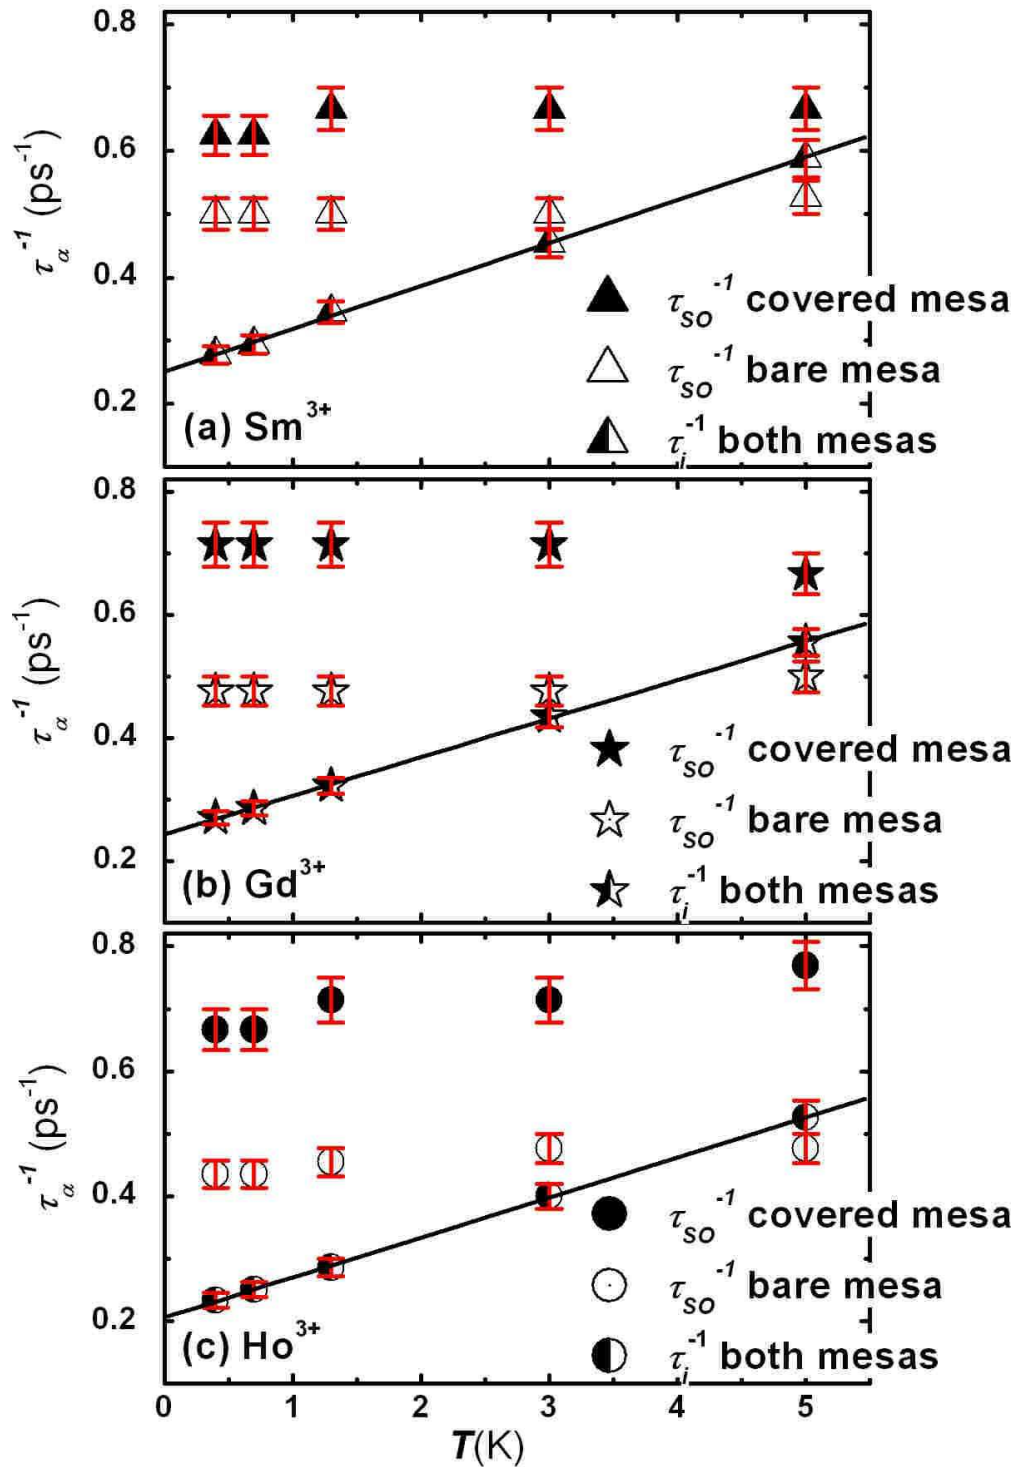 0.8
0.6
0.4
0.2
τα-1 (ps-1)
τSO-1 covered mesa
τSO-1 bare mesa
τi-1 both mesas
(a) Sm3+
0.8
0.6
0.4
0.2
τα-1 (ps-1)
τSO-1 covered mesa
τSO-1 bare mesa
τi-1 both mesas
(b) Gd3+
0.8
0.6
0.4
0.2
τα-1 (ps-1)
τSO-1 covered mesa
τSO-1 bare mesa
τi-1 both mesas
(c) Ho3+
0 1 2 3 4 5
T(K)